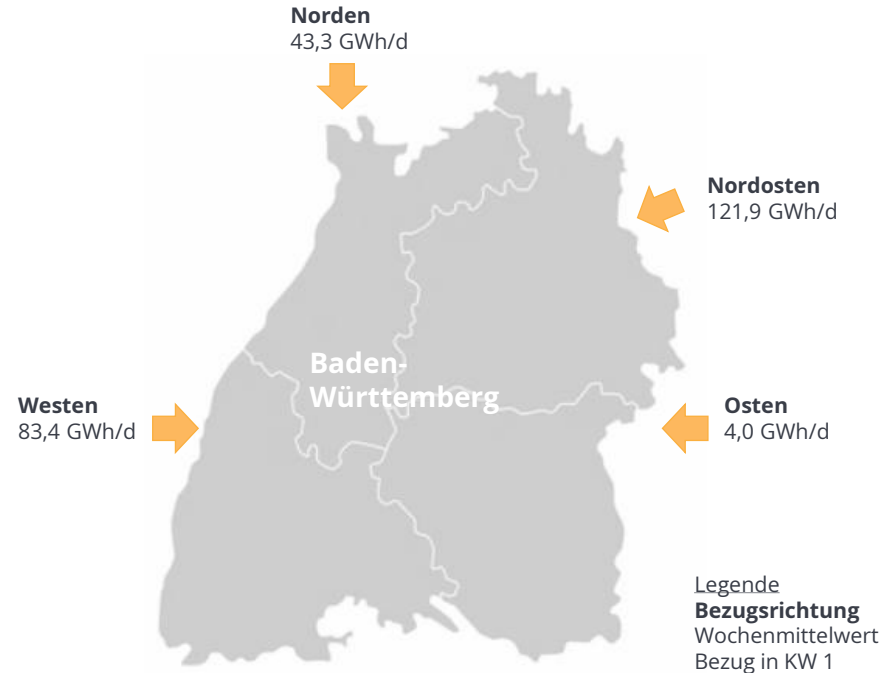 Norden
43,3 GWh/d
Nordosten
121,9 GWh/d
Baden-
Württemberg
Westen
83,4 GWh/d
Osten
4,0 GWh/d
Legende
Bezugsrichtung
Wochenmittelwert
Bezug in KW 1